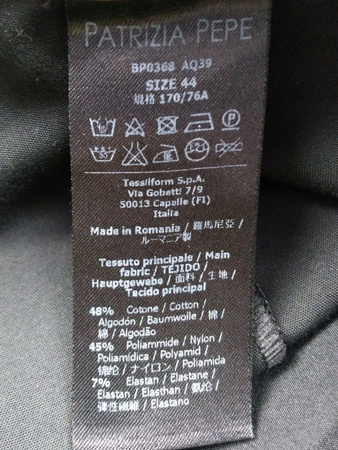 PATRIZIA PEPE
BP0368 AQ39
SIZE 44
規格 170/76A
Tessilform S.p.A.
Via Gobetti 7/9
50013 Capalle (FI)
Italia
Made in Romania / 羅馬尼亞 /
ルーマニア製
Tessuto principale / Main
fabric / TEJIDO /
Hauptgewebe / 面料 / 生地 /
Tecido principal
48% Cotone / Cotton /
Algodón / Baumwolle / 棉 /
綿 / Algodão
45% Poliammide / Nylon /
Poliamídica / Polyamid /
锦纶 / ナイロン / Poliamida
7% Elastan / Elastane /
Elastan / Elasthan / 氨纶 /
弾性繊維 / Elastano